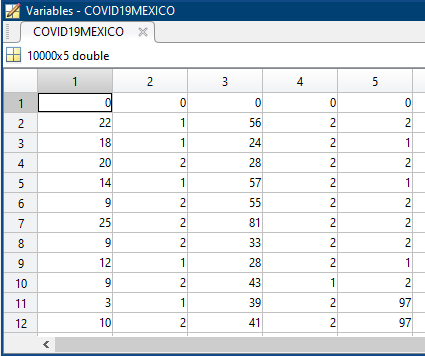 Variables - COVID19MEXICO
COVID19MEXICO
10000x5 double
1 2 3 4 5
1 0 0 0 0 0
2 22 1 56 2 2
3 18 1 24 2 1
4 20 2 28 2 2
5 14 1 57 2 1
6 9 2 55 2 2
7 25 2 81 2 2
8 9 2 33 2 2
9 12 1 28 2 1
10 9 2 43 1 2
11 3 1 39 2 97
12 10 2 41 2 97